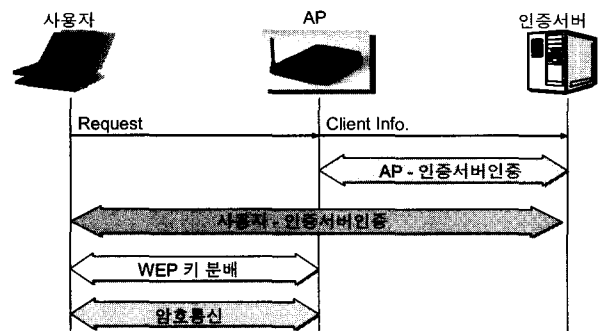 사용자
AP
인증서버
Request
Client Info.
AP - 인증서버인증
사용자 - 인증서버인증
WEP 키 분배
암호통신